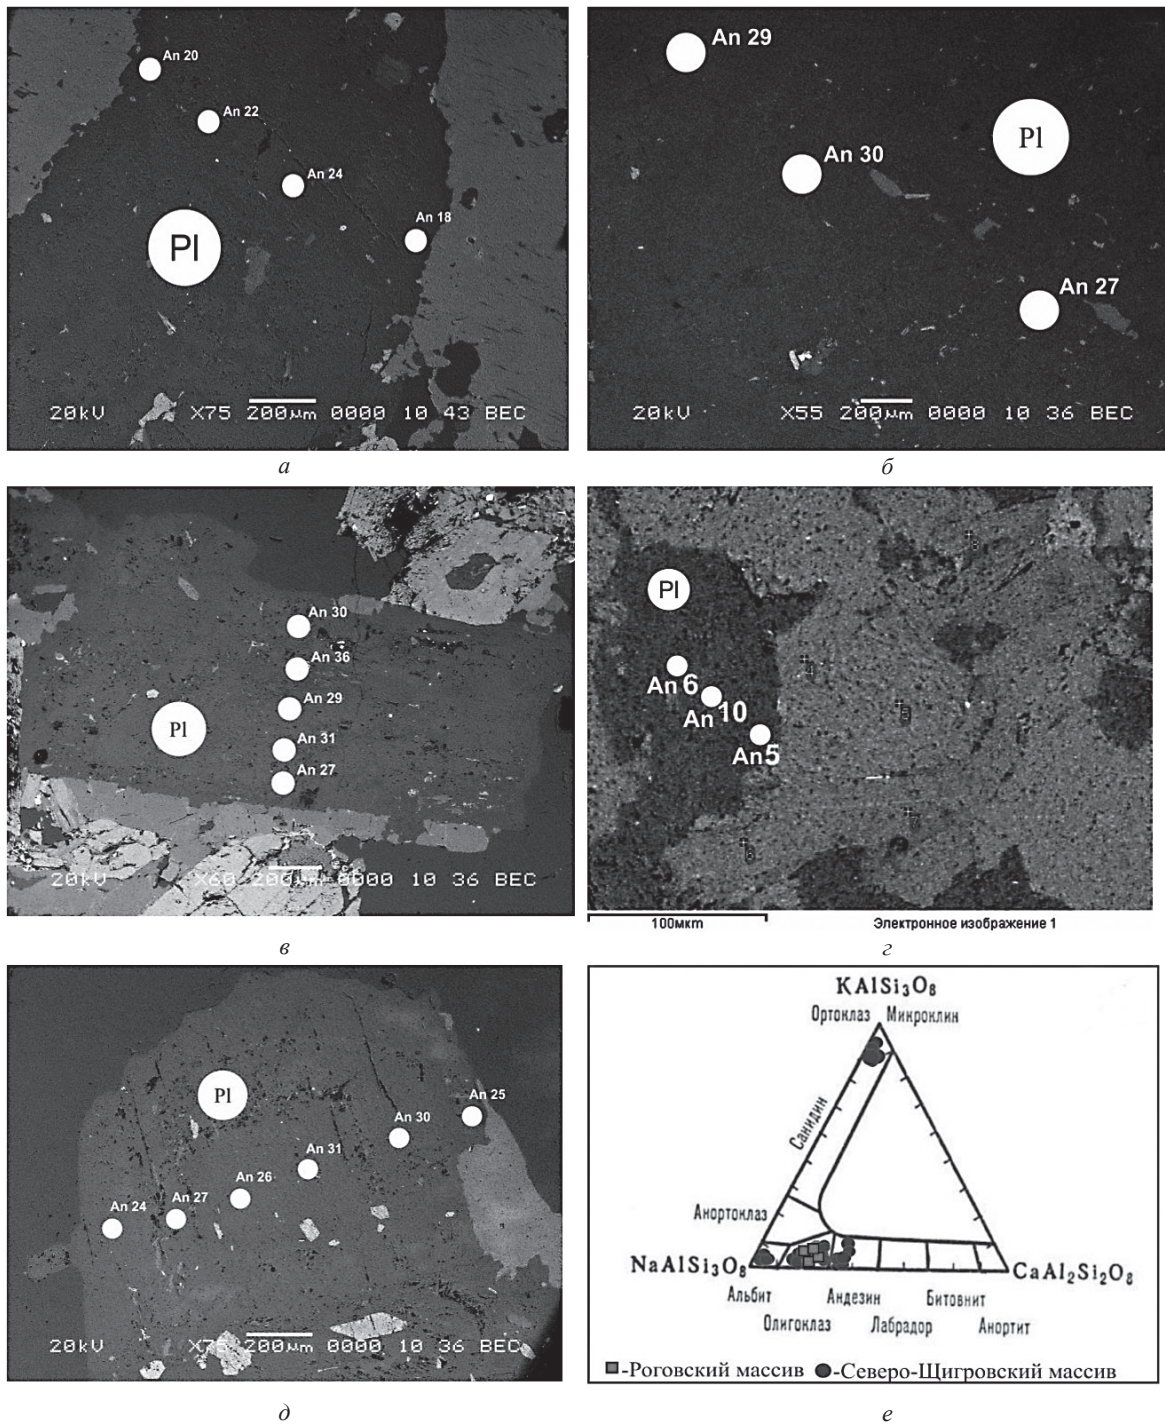 An 20
An 22
An 24
An 18
Pl
20kV X75 200µm 0000 10 43 BEC
а
An 29
Pl
An 30
An 27
20kV X55 200µm 0000 10 36 BEC
б
An 30
An 36
An 29
Pl
An 31
An 27
20kV X60 200µm 0000 10 36 BEC
в
Pl
An 6
An 10
An 5
100мкm Электронное изображение 1
г
Pl
An 25
An 30
An 31
An 26
An 27
An 24
20kV X75 200µm 0000 10 36 BEC
д
KAlSi3O8
Ортоклаз Микроклин
Санидин
Анортоклаз
NaAlSi3O8 CaAl2Si2O8
Альбит Андезин Битовнит
Олигоклаз Лабрадор Анортит
-Роговский массив -Северо-Щигровский массив
е